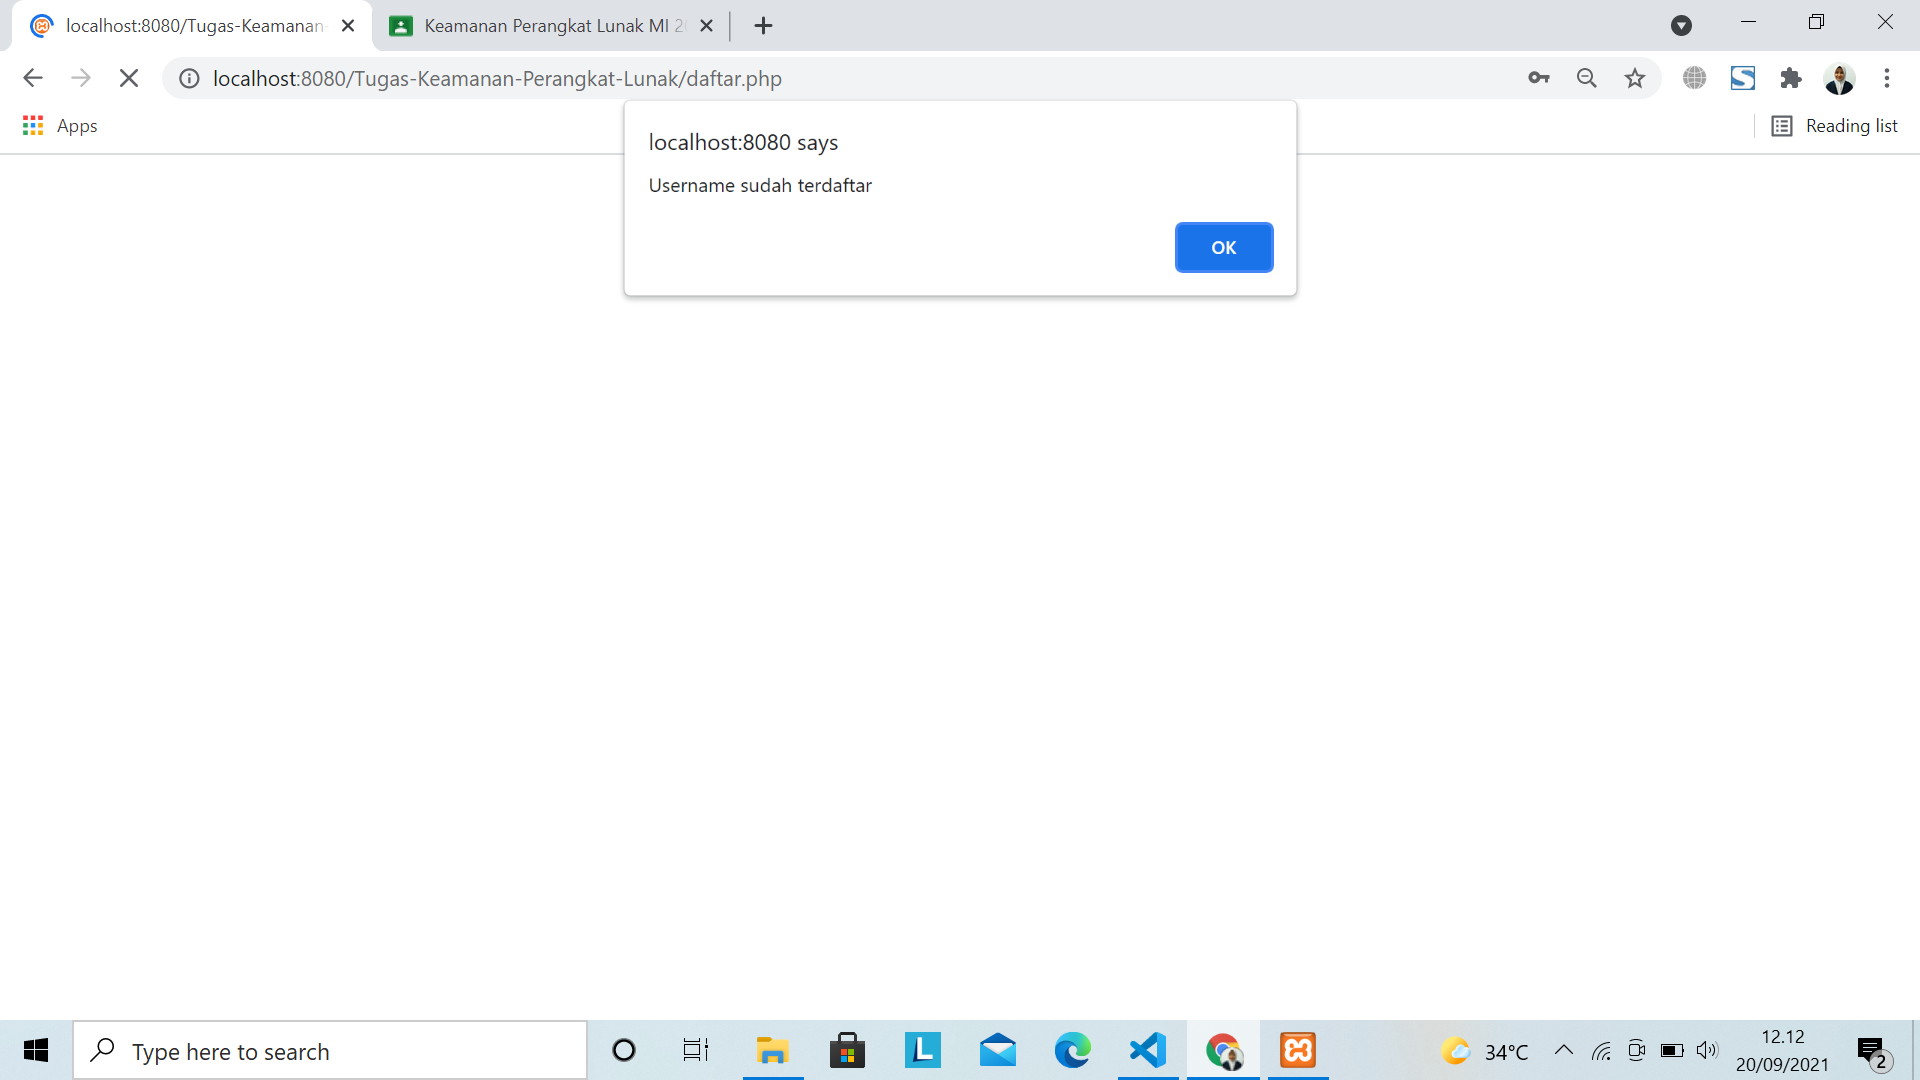 localhost:8080/Tugas-Keamanan
Keamanan Perangkat Lunak MI 2
localhost:8080/Tugas-Keamanan-Perangkat-Lunak/daftar.php
Apps
Reading list
localhost:8080 says
Username sudah terdaftar
OK
Type here to search
L
34°C
12.12
20/09/2021
2